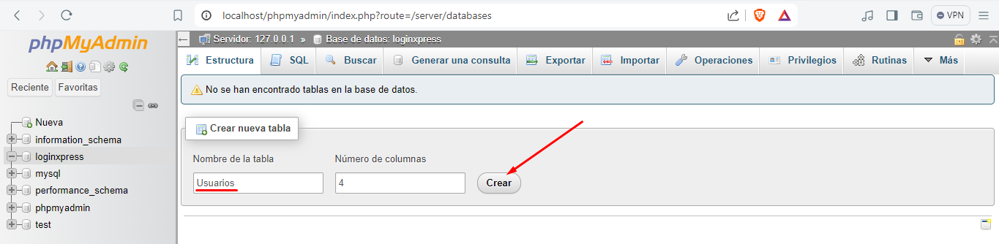 localhost/phpmyadmin/index.php?route=/server/databases
VPN
phpMyAdmin
Reciente Favoritas
Nueva
information_schema
loginxpress
mysql
performance_schema
phpmyadmin
test
Servidor: 127.0.0.1 » Base de datos: loginxpress
Estructura SQL Buscar Generar una consulta Exportar Importar Operaciones Privilegios Rutinas Más
No se han encontrado tablas en la base de datos.
Crear nueva tabla
Nombre de la tabla Número de columnas
Usuarios 4 Crear